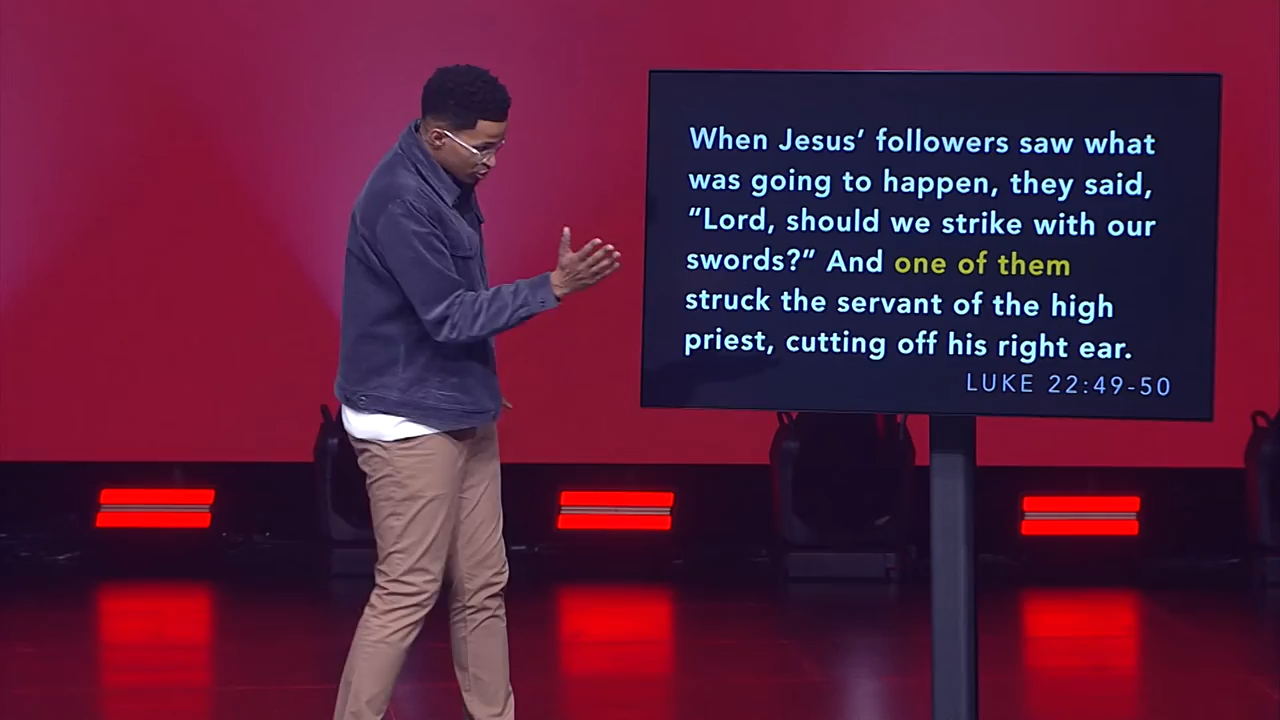 When Jesus’ followers saw what
was going to happen, they said,
“Lord, should we strike with our
swords?” And one of them
struck the servant of the high
priest, cutting off his right ear.
LUKE 22:49-50